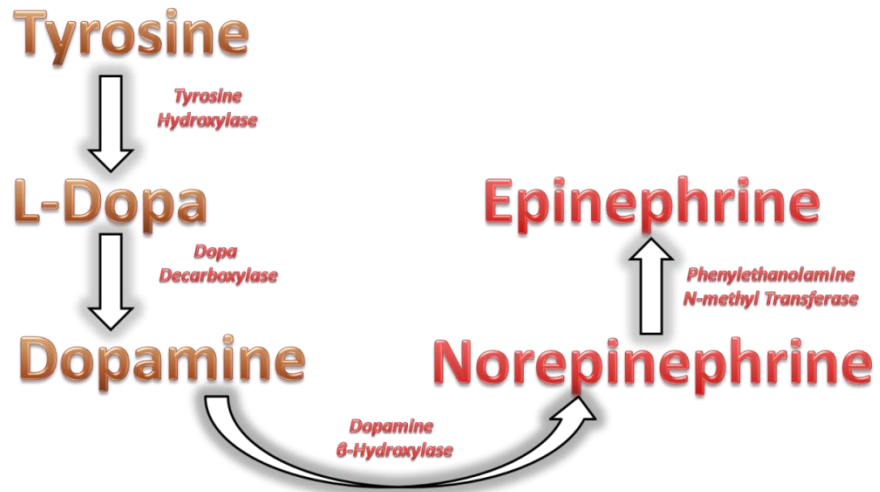 Tyrosine
Tyrosine
Hydroxylase
L-Dopa
Dopa
Decarboxylase
Dopamine
Dopamine
β-Hydroxylase
Norepinephrine
Phenylethanolamine
N-methyl Transferase
Epinephrine